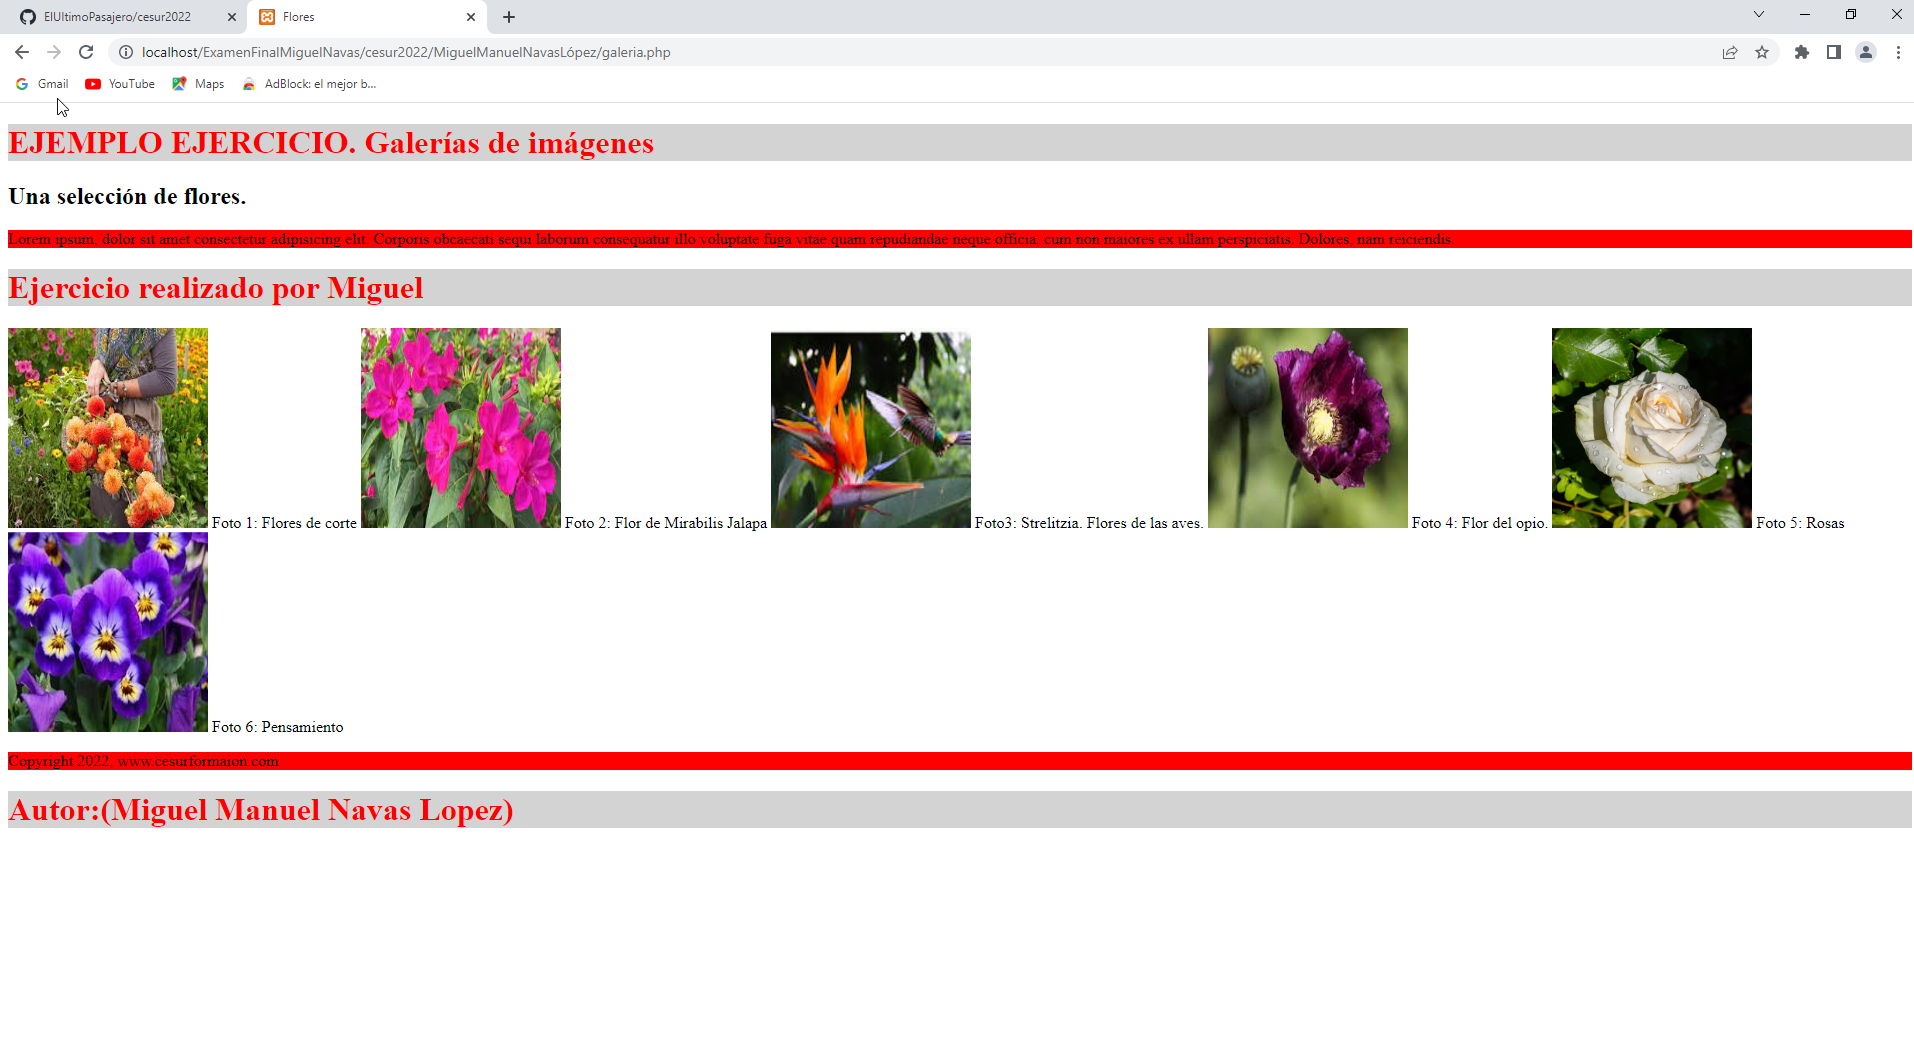 ElUltimoPasajero/cesur2022
Flores
localhost/ExamenFinalMiguelNavas/cesur2022/MiguelManuelNavasLópez/galeria.php
Gmail YouTube Maps AdBlock: el mejor b...
EJEMPLO EJERCICIO. Galerías de imágenes
Una selección de flores.
Lorem ipsum, dolor sit amet consectetur adipisicing elit. Corporis obcaecati sequi laborum consequatur illo voluptate fuga vitae quam repudiandae neque officia, cum non maiores ex ullam perspiciatis. Dolores, nam reiciendis.
Ejercicio realizado por Miguel
Foto 1: Flores de corte Foto 2: Flor de Mirabilis Jalapa Foto3: Strelitzia. Flores de las aves. Foto 4: Flor del opio. Foto 5: Rosas
Foto 6: Pensamiento
Copyright 2022, www.cesurformaion.com
Autor:(Miguel Manuel Navas Lopez)